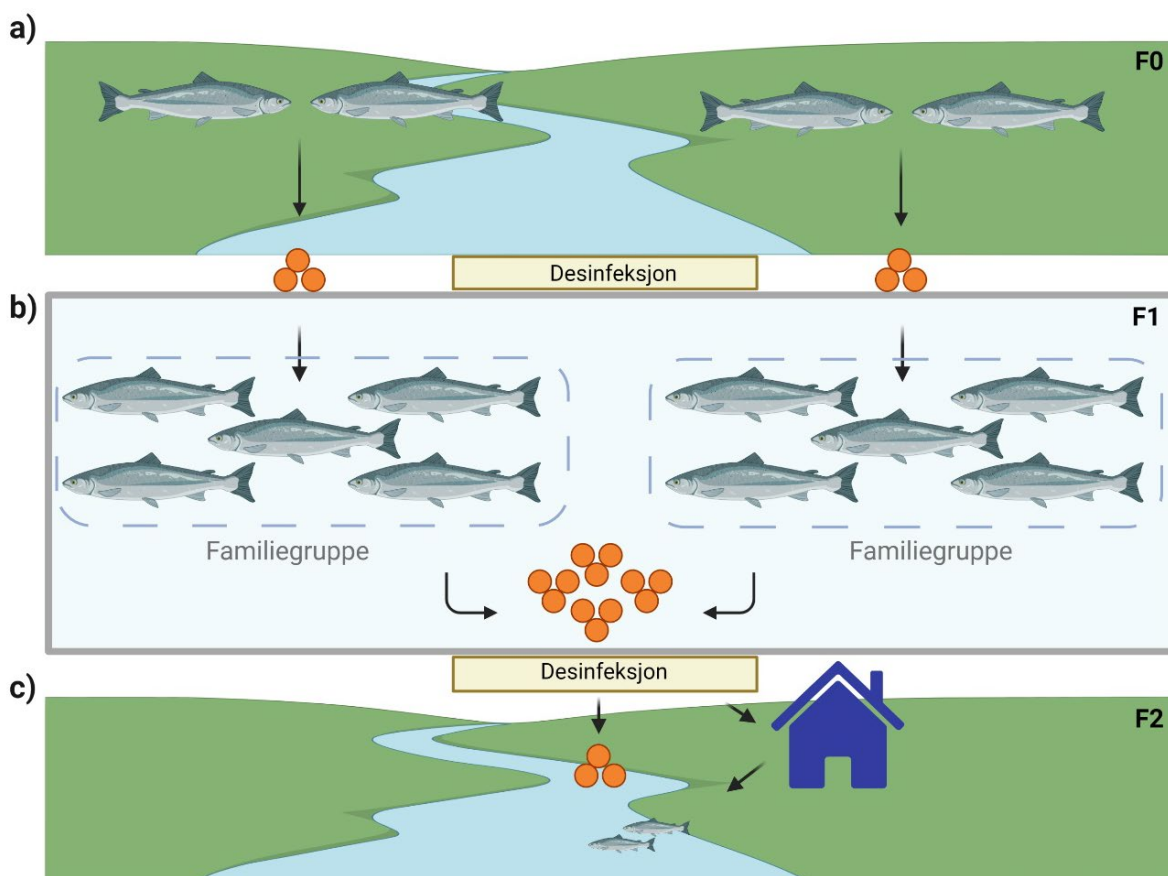 a)
F0
Desinfeksjon
b)
F1
Familiegruppe
Familiegruppe
Desinfeksjon
c)
F2